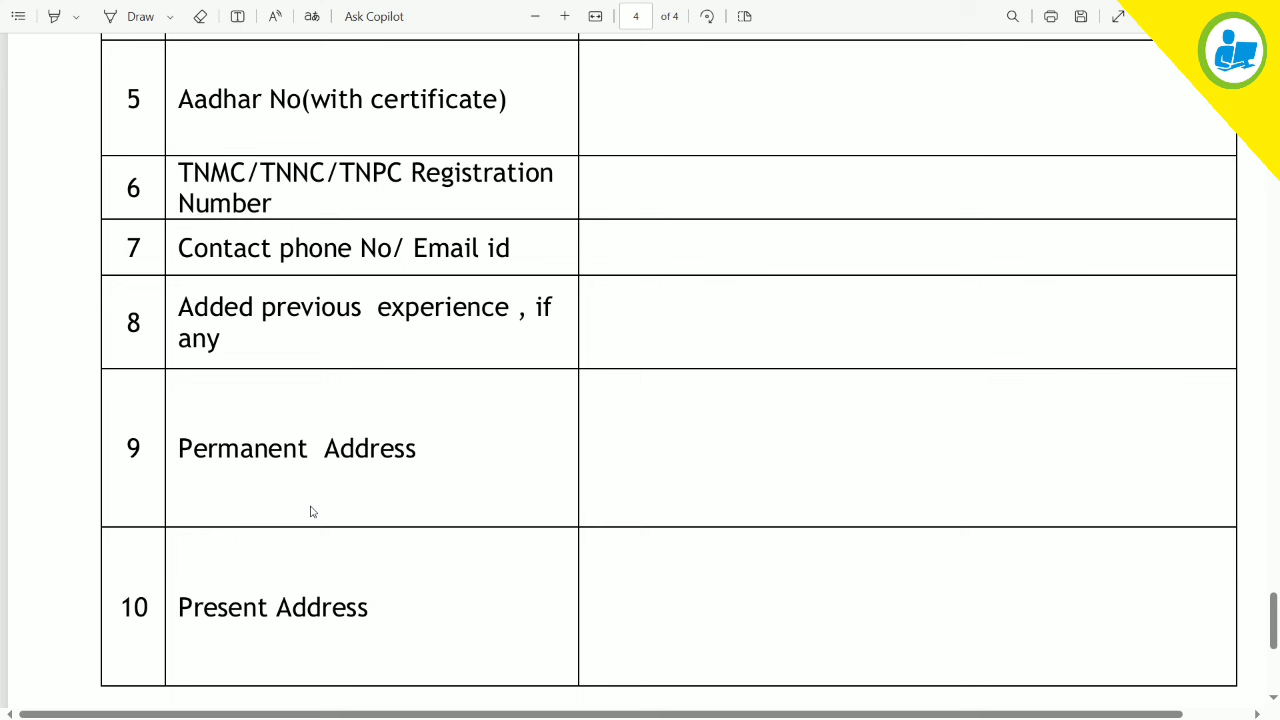 Draw
Ask Copilot
4 of 4
5 Aadhar No(with certificate)
6 TNMC/TNNC/TNPC Registration
Number
7 Contact phone No/ Email id
8 Added previous experience , if
any
9 Permanent Address
10 Present Address